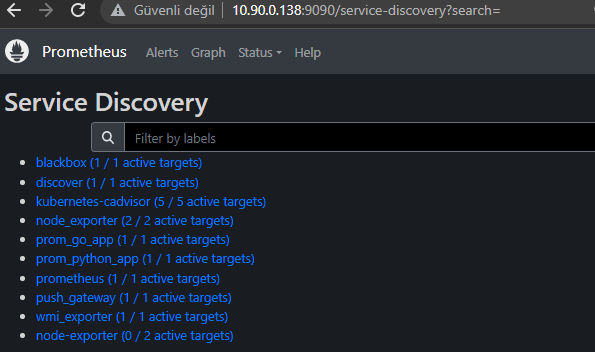 Güvenli değil 10.90.0.138:9090/service-discovery?search=
Prometheus Alerts Graph Status Help
Service Discovery
Filter by labels
blackbox (1 / 1 active targets)
discover (1 / 1 active targets)
kubernetes-cadvisor (5 / 5 active targets)
node_exporter (2 / 2 active targets)
prom_go_app (1 / 1 active targets)
prom_python_app (1 / 1 active targets)
prometheus (1 / 1 active targets)
push_gateway (1 / 1 active targets)
wmi_exporter (1 / 1 active targets)
node-exporter (0 / 2 active targets)